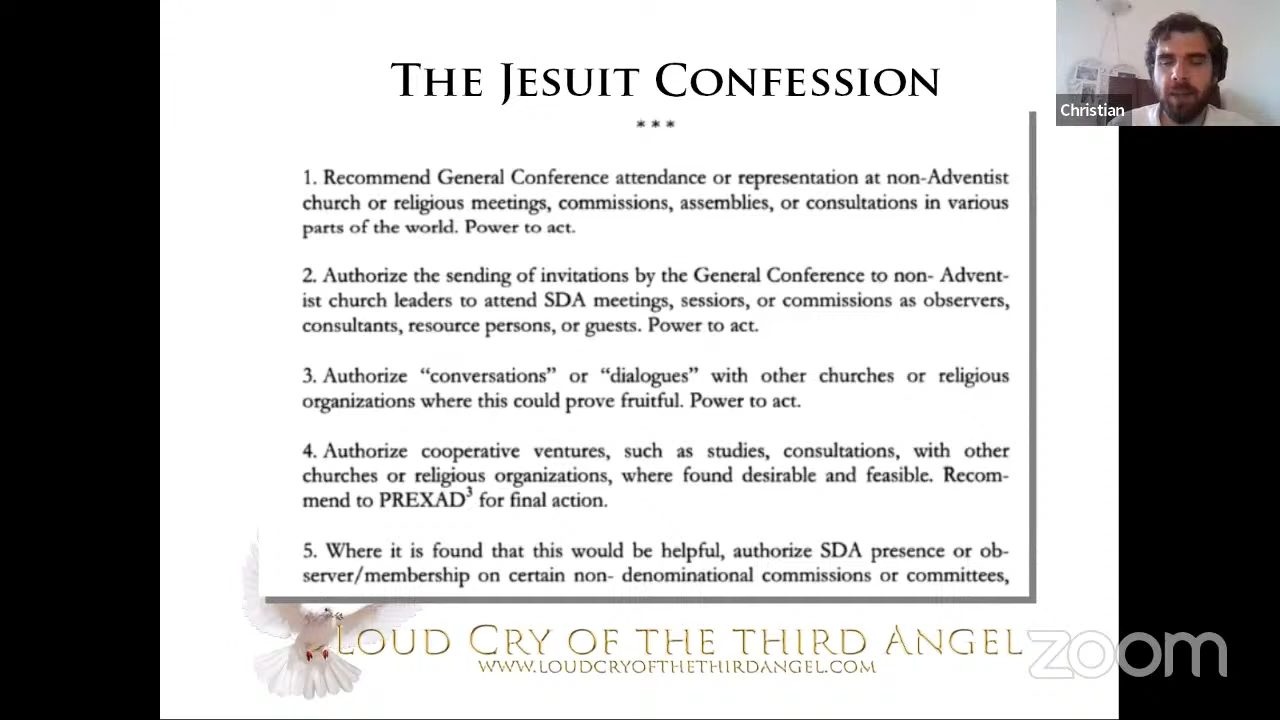 THE JESUIT CONFESSION
Christian
***
1. Recommend General Conference attendance or representation at non-Adventist
church or religious meetings, commissions, assemblies, or consultations in various
parts of the world. Power to act.
2. Authorize the sending of invitations by the General Conference to non- Advent-
ist church leaders to attend SDA meetings, sessiors, or commissions as observers,
consultants, resource persons, or guests. Power to act.
3. Authorize “conversations” or “dialogues” with other churches or religious
organizations where this could prove fruitful. Power to act.
4. Authorize cooperative ventures, such as studies, consultations, with other
churches or religious organizations, where found desirable and feasible. Recom-
mend to PREXAD³ for final action.
5. Where it is found that this would be helpful, authorize SDA presence or ob-
server/membership on certain non- denominational commissions or committees,
LOUD CRY OF THE THIRD ANGEL
WWW.LOUDCRYOFTHETHIRDANGEL.COM
zoom